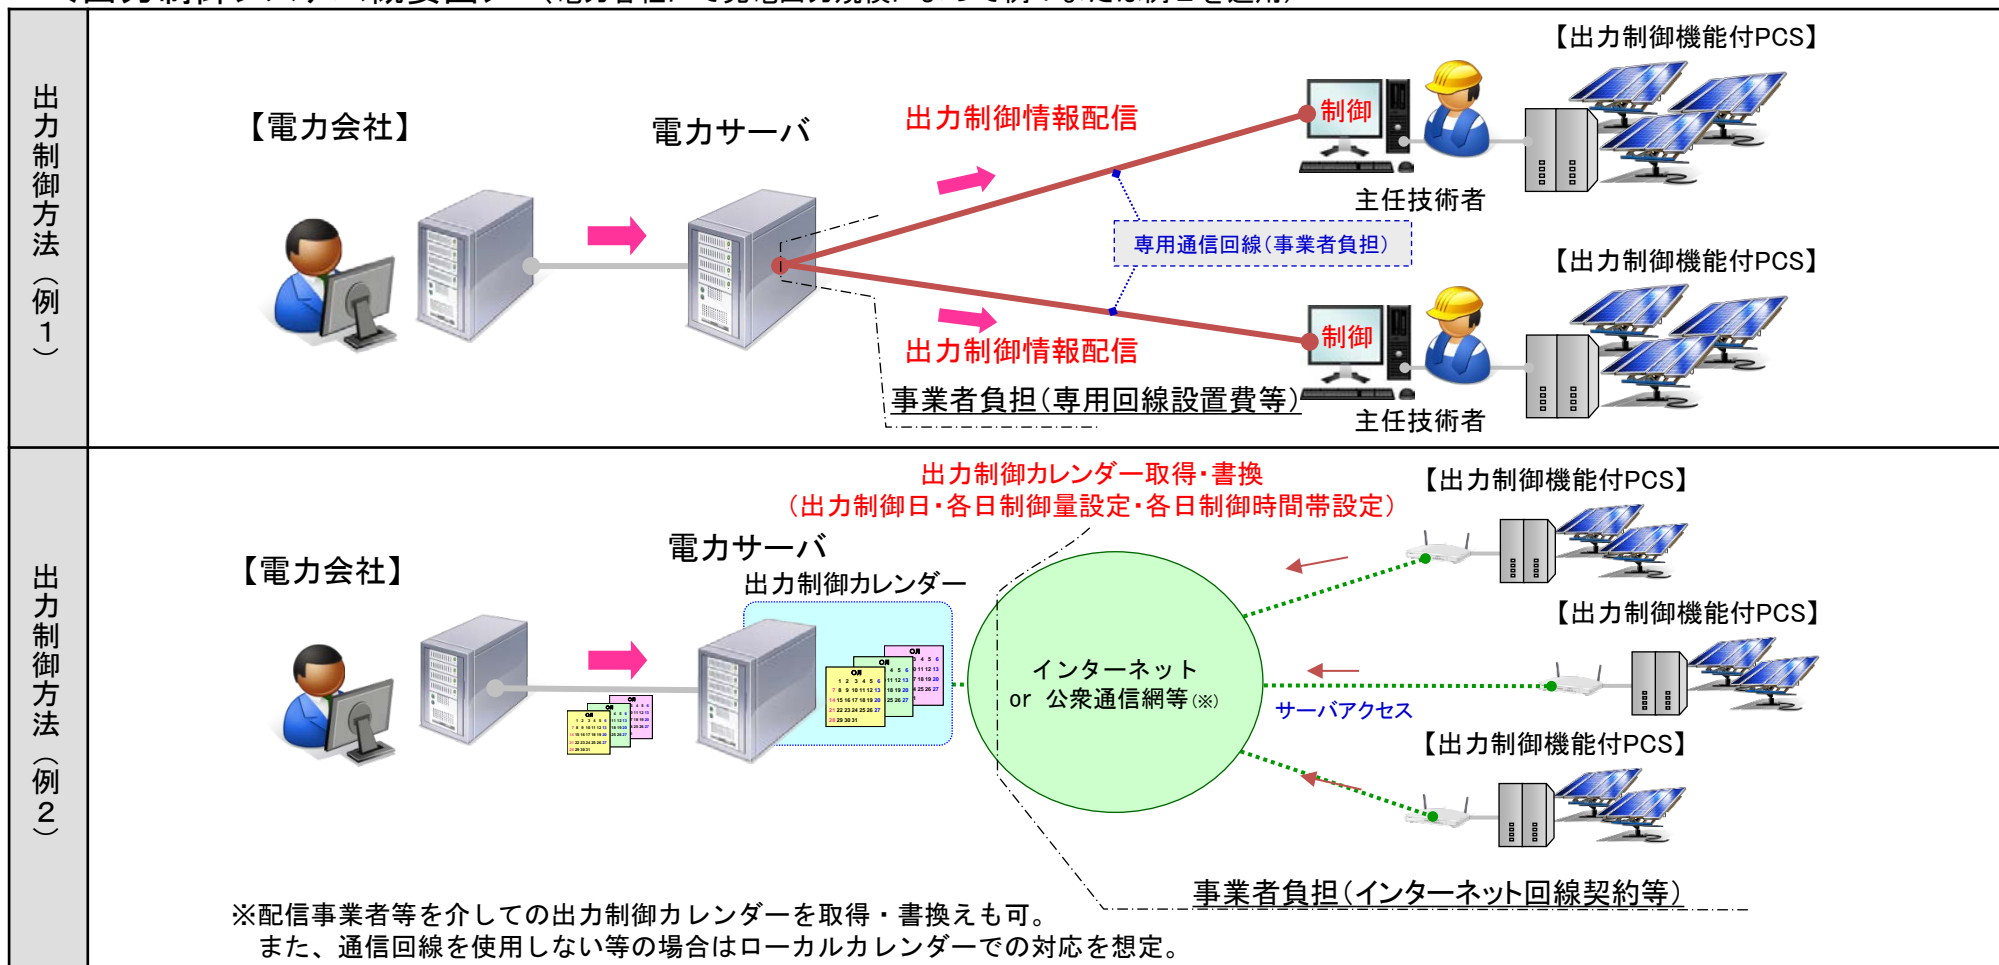 出力制御方法（例１）
【電力会社】
電力サーバ
出力制御情報配信
出力制御情報配信
専用通信回線（事業者負担）
事業者負担（専用回線設置費等）
制御
主任技術者
【出力制御機能付PCS】
制御
主任技術者
【出力制御機能付PCS】
出力制御方法（例２）
【電力会社】
電力サーバ
出力制御カレンダー
出力制御カレンダー取得・書換
（出力制御日・各日制御量設定・各日制御時間帯設定）
インターネット
or 公衆通信網等（※）
サーバアクセス
【出力制御機能付PCS】
【出力制御機能付PCS】
【出力制御機能付PCS】
事業者負担（インターネット回線契約等）
※配信事業者等を介しての出力制御カレンダーを取得・書換えも可。
また、通信回線を使用しない等の場合はローカルカレンダーでの対応を想定。